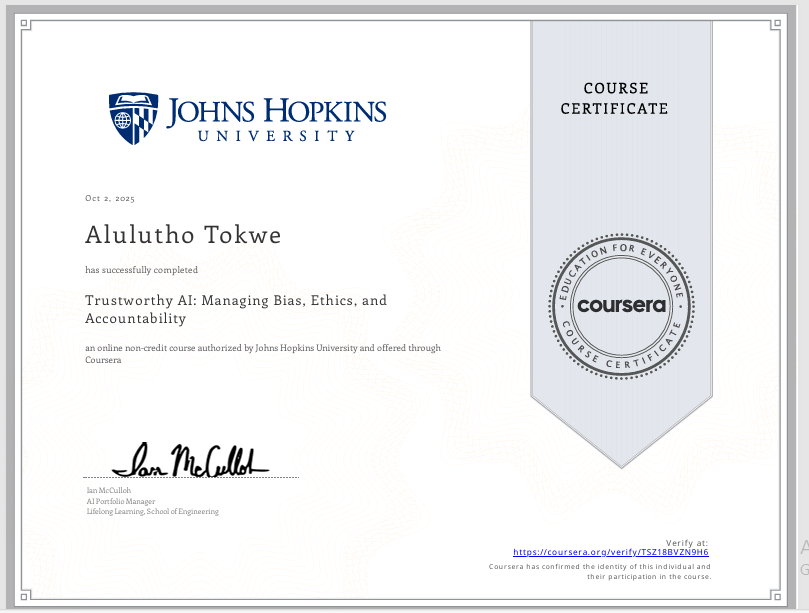 JOHNS HOPKINS
UNIVERSITY
COURSE
CERTIFICATE
Oct 2, 2025
Alulutho Tokwe
has successfully completed
Trustworthy AI: Managing Bias, Ethics, and
Accountability
an online non-credit course authorized by Johns Hopkins University and offered through
Coursera
EDUCATION FOR EVERYONE
coursera
COURSE CERTIFICATE
Ian McCulloh
Ian McCulloh
AI Portfolio Manager
Lifelong Learning, School of Engineering
Verify at:
https://coursera.org/verify/TSZ18BVZN9H6
Coursera has confirmed the identity of this individual and
their participation in the course.